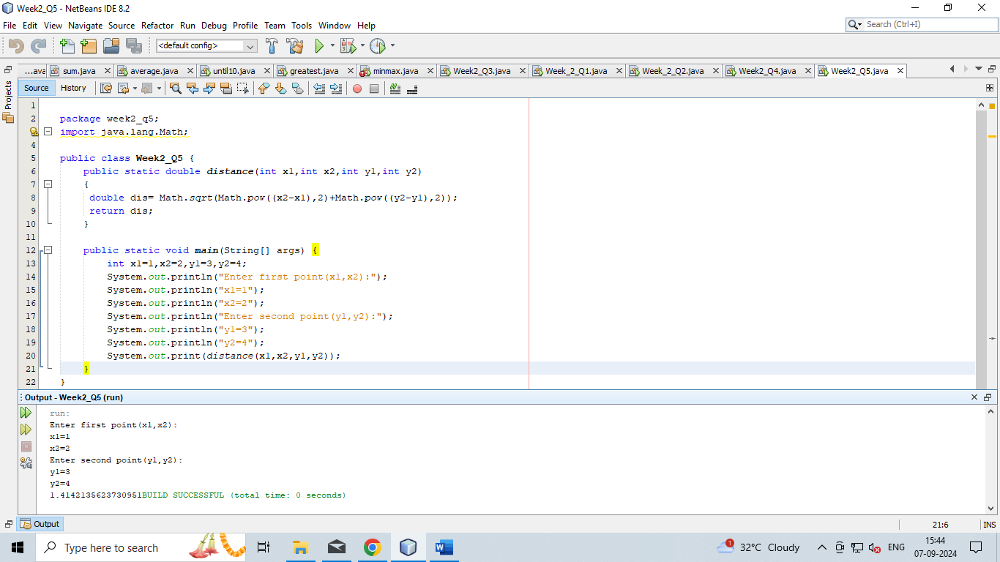 Week2_Q5 - NetBeans IDE 8.2
File Edit View Navigate Source Refactor Run Debug Profile Team Tools Window Help
Search (Ctrl+I)
<default config>
...ava sum.java average.java until10.java greatest.java minmax.java Week2_Q3.java Week_2_Q1.java Week_2_Q2.java Week2_Q4.java Week2_Q5.java
Projects
Source History
1
2 package week2_q5;
import java.lang.Math;
4
5 public class Week2_Q5 {
6 public static double distance(int x1,int x2,int y1,int y2)
7 {
8 double dis= Math.sqrt(Math.pow((x2-x1),2)+Math.pow((y2-y1),2));
9 return dis;
10 }
11
12 public static void main(String[] args) {
13 int x1=1,x2=2,y1=3,y2=4;
14 System.out.println("Enter first point(x1,x2):");
15 System.out.println("x1=1");
16 System.out.println("x2=2");
17 System.out.println("Enter second point(y1,y2):");
18 System.out.println("y1=3");
19 System.out.println("y2=4");
20 System.out.print(distance(x1,x2,y1,y2));
21 }
22 }
Output - Week2_Q5 (run)
run:
Enter first point(x1,x2):
x1=1
x2=2
Enter second point(y1,y2):
y1=3
y2=4
1.4142135623730951BUILD SUCCESSFUL (total time: 0 seconds)
Output
21:6 INS
Type here to search
1
32°C Cloudy
ENG
15:44
07-09-2024